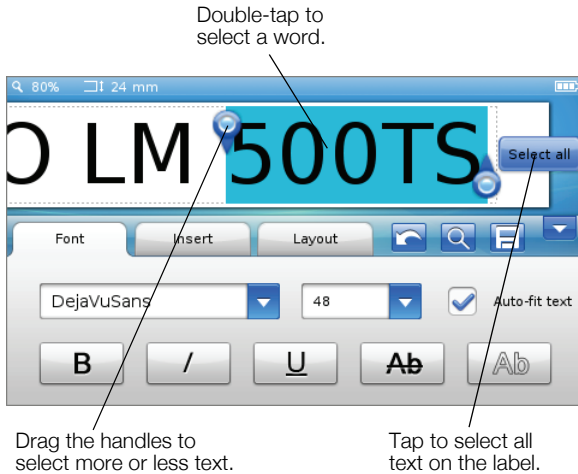 Double-tap to
select a word.
80% 24 mm
O LM 500TS
Select all
Font Insert Layout
DejaVuSans 48 Auto-fit text
B I U Ab Ab
Drag the handles to
select more or less text.
Tap to select all
text on the label.